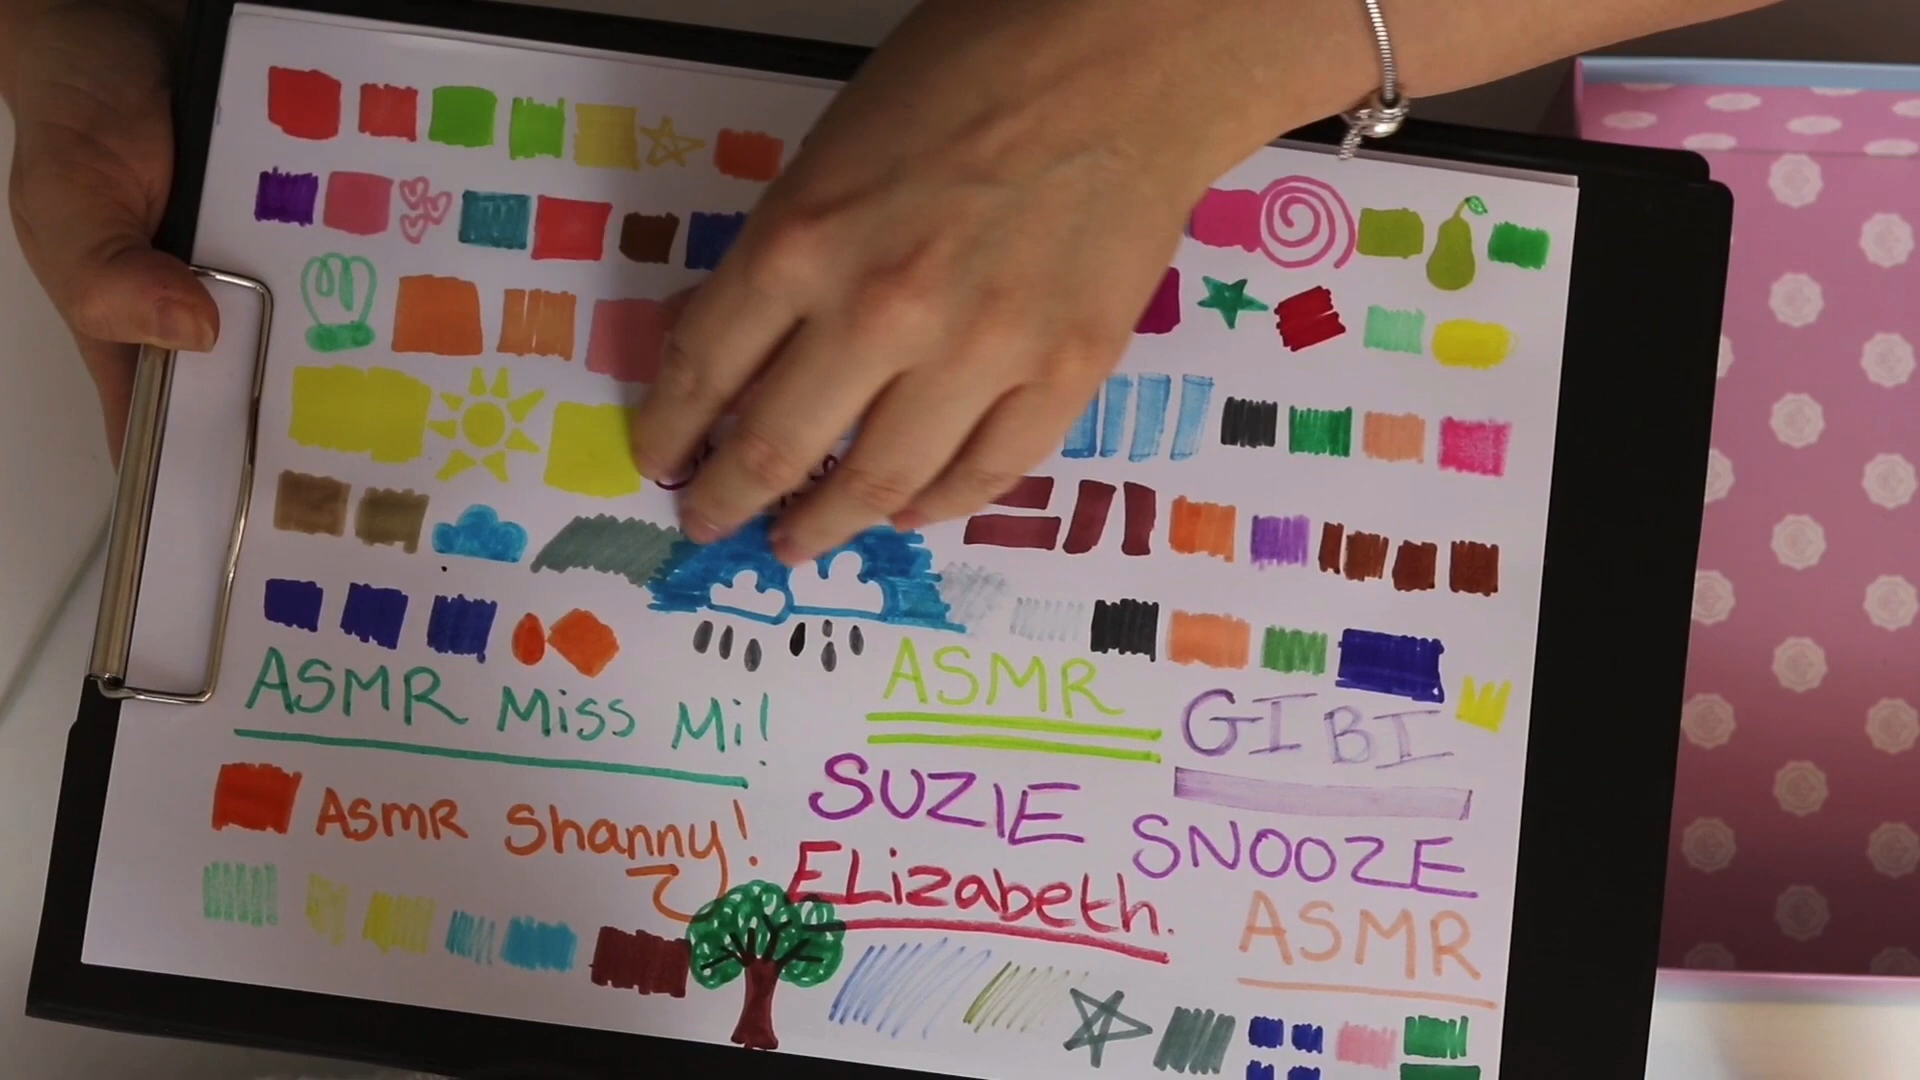 ASMR Miss Mi!
ASMR
GIBI
SUZIE SNOOZE
ASMR Shanny!
ELizabeth.
ASMR